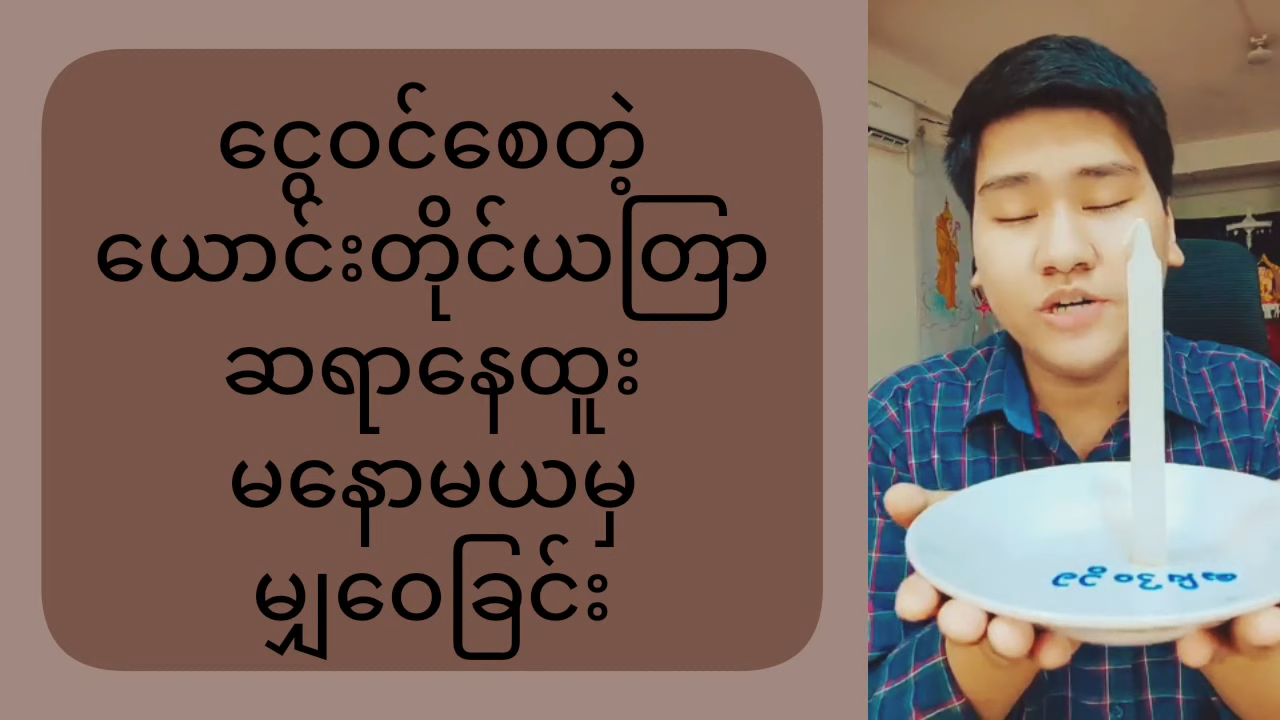 ငွေဝင်စေတဲ့
ယောင်းတိုင်ယတြာ
ဆရာနေထူး
မနောမယမှ
မျှဝေခြင်း